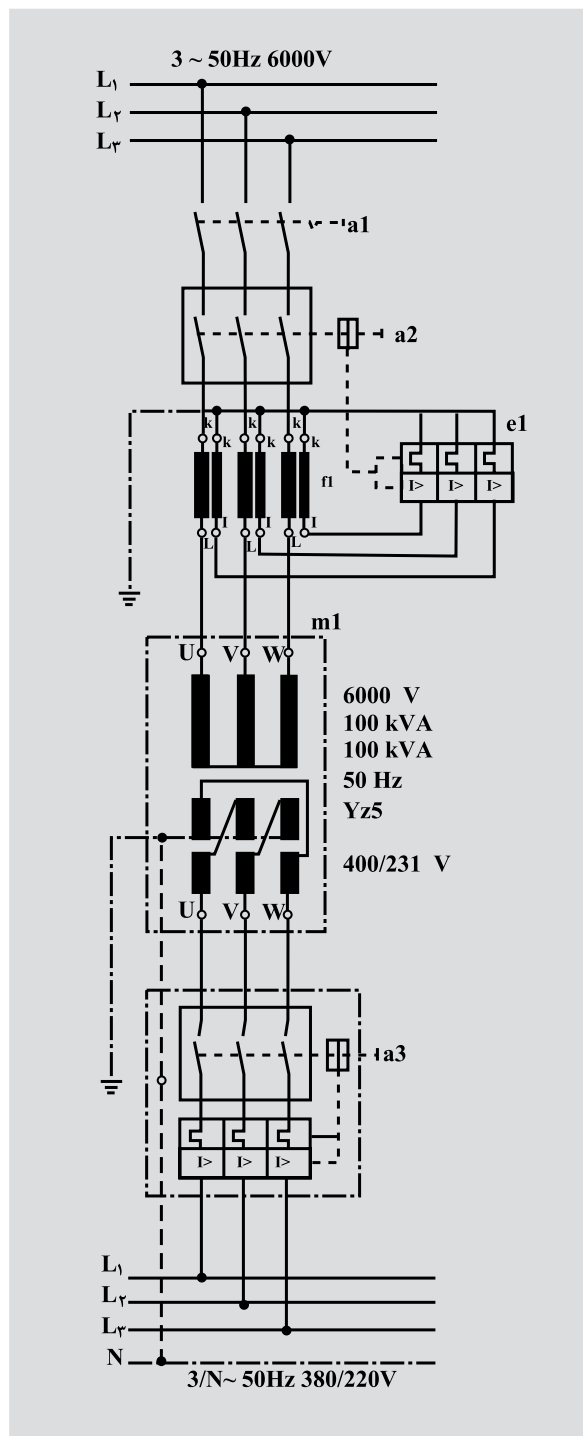 3 ~ 50Hz 6000V
L۱
L۲
L۳
a1
a2
e1
k k k
k k k
f1
I> I> I>
I I I
L L L
m1
U V W
6000 V
100 kVA
100 kVA
50 Hz
Yz5
400/231 V
U V W
a3
I> I> I>
L۱
L۲
L۳
N
3/N~ 50Hz 380/220V